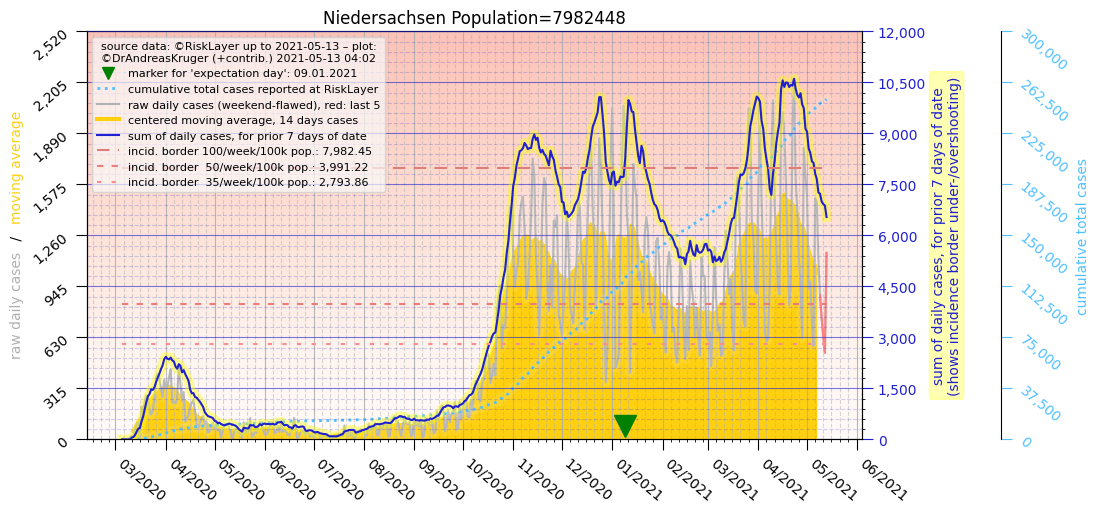 Niedersachsen Population=7982448
source data: ©RiskLayer up to 2021-05-13 – plot:
©DrAndreasKruger (+contrib.) 2021-05-13 04:02
marker for 'expectation day': 09.01.2021
cumulative total cases reported at RiskLayer
raw daily cases (weekend-flawed), red: last 5
centered moving average, 14 days cases
sum of daily cases, for prior 7 days of date
incid. border 100/week/100k pop.: 7,982.45
incid. border  50/week/100k pop.: 3,991.22
incid. border  35/week/100k pop.: 2,793.86
raw daily cases / moving average
2,520
2,205
1,890
1,575
1,260
945
630
315
0
03/2020
04/2020
05/2020
06/2020
07/2020
08/2020
09/2020
10/2020
11/2020
12/2020
01/2021
02/2021
03/2021
04/2021
05/2021
06/2021
12,000
10,500
9,000
7,500
6,000
4,500
3,000
1,500
0
sum of daily cases, for prior 7 days of date
(shows incidence border under-/overshooting)
300,000
262,500
225,000
187,500
150,000
112,500
75,000
37,500
0
cumulative total cases